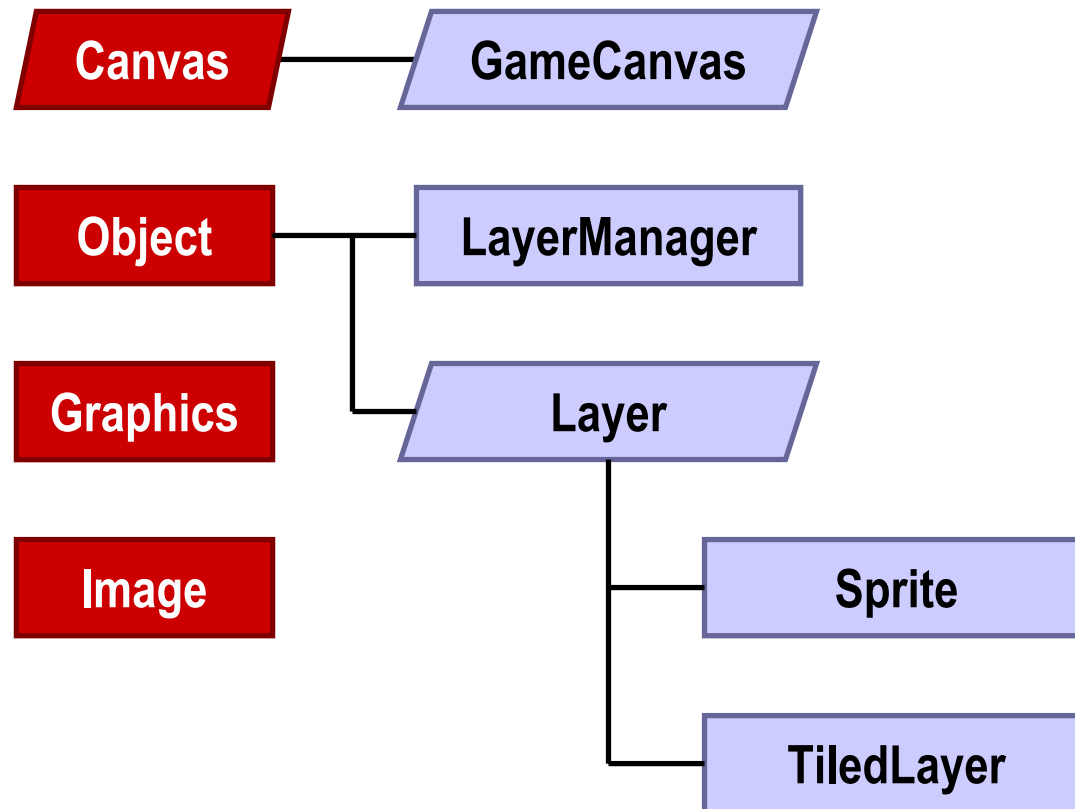 Canvas
GameCanvas
Object
LayerManager
Graphics
Layer
Image
Sprite
TiledLayer